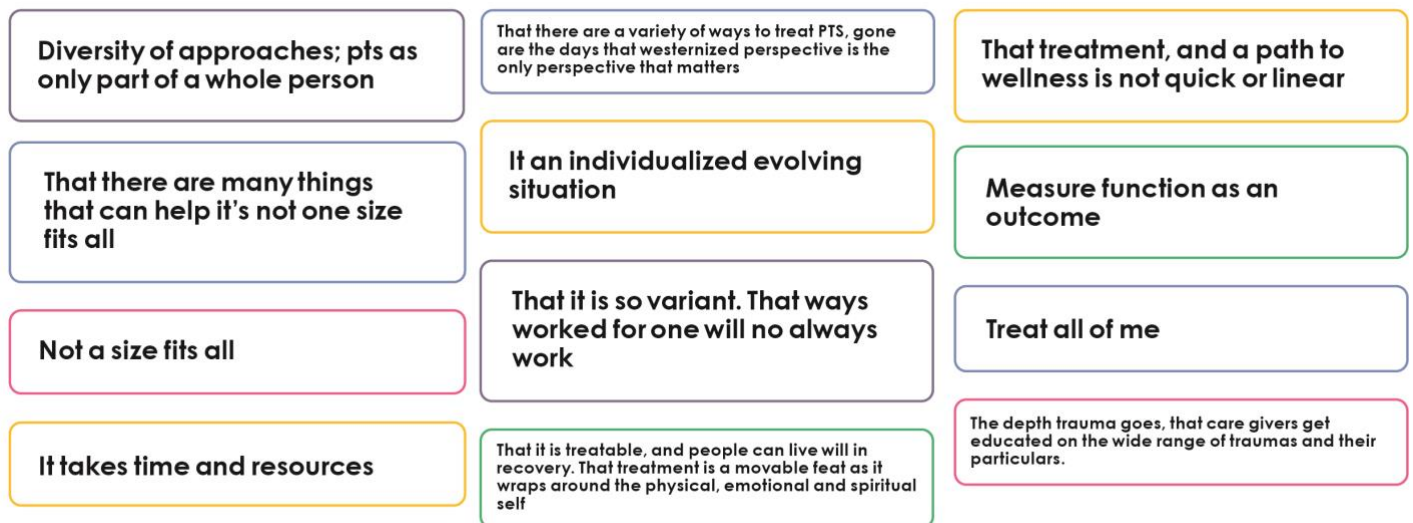 Diversity of approaches; pts as
only part of a whole person
That there are many things
that can help it's not one size
fits all
Not a size fits all
It takes time and resources
That there are a variety of ways to treat PTS, gone
are the days that westernized perspective is the
only perspective that matters
It an individualized evolving
situation
That it is so variant. That ways
worked for one will no always
work
That it is treatable, and people can live will in
recovery. That treatment is a movable feat as it
wraps around the physical, emotional and spiritual
self
That treatment, and a path to
wellness is not quick or linear
Measure function as an
outcome
Treat all of me
The depth trauma goes, that care givers get
educated on the wide range of traumas and their
particulars.